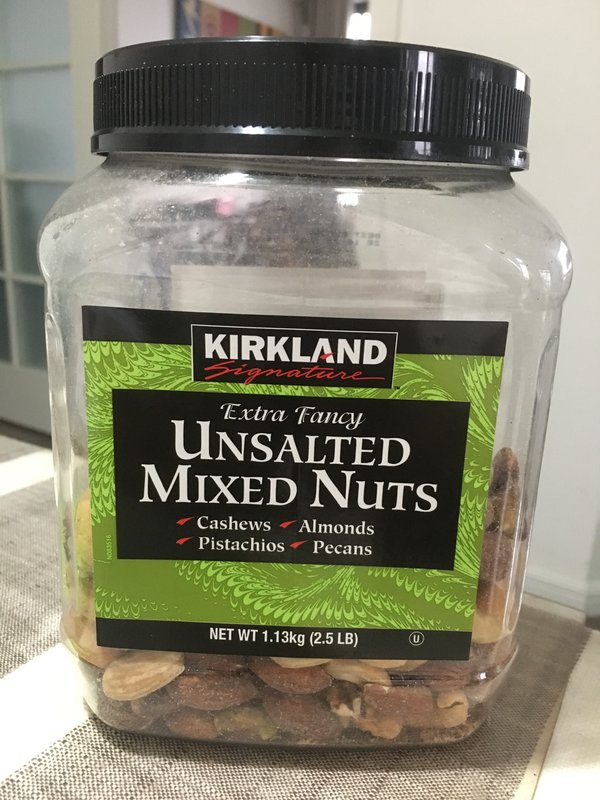 KIRKLAND
Signature
Extra Fancy
UNSALTED
MIXED NUTS
Cashews Almonds
Pistachios Pecans
NET WT 1.13kg (2.5 LB)
U